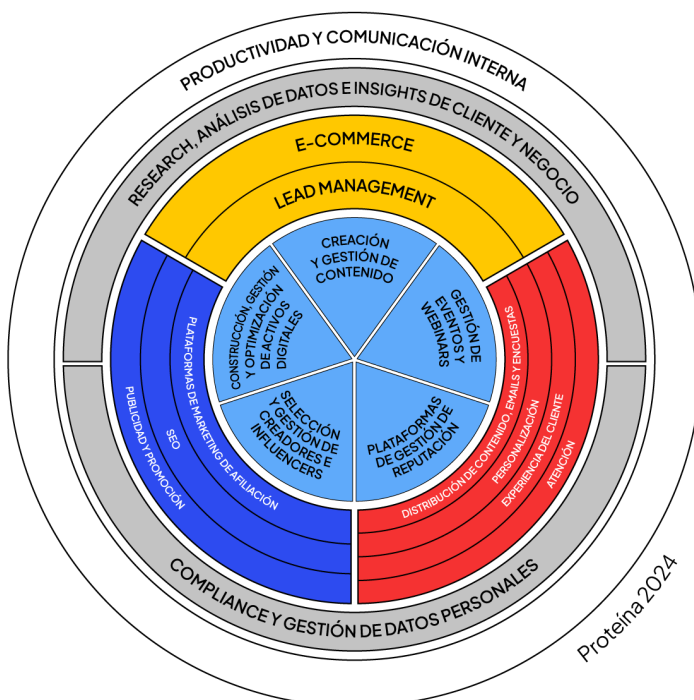 PRODUCTIVIDAD Y COMUNICACIÓN INTERNA
RESEARCH, ANÁLISIS DE DATOS E INSIGHTS DE CLIENTE Y NEGOCIO
E-COMMERCE
LEAD MANAGEMENT
CREACIÓN
Y GESTIÓN DE
CONTENIDO
CONSTRUCCIÓN, GESTIÓN
Y OPTIMIZACIÓN
DE ACTIVOS
DIGITALES
GESTIÓN DE
EVENTOS Y
WEBINARS
SELECCIÓN
Y GESTIÓN DE
CREADORES E
INFLUENCERS
PLATAFORMAS
DE GESTIÓN DE
REPUTACIÓN
PLATAFORMAS DE MARKETING DE AFILIACIÓN
SEO
PUBLICIDAD Y PROMOCIÓN
DISTRIBUCIÓN DE CONTENIDO, EMAILS Y ENCUESTAS
PERSONALIZACIÓN
EXPERIENCIA DEL CLIENTE
ATENCIÓN
COMPLIANCE Y GESTIÓN DE DATOS PERSONALES
Proteína 2024